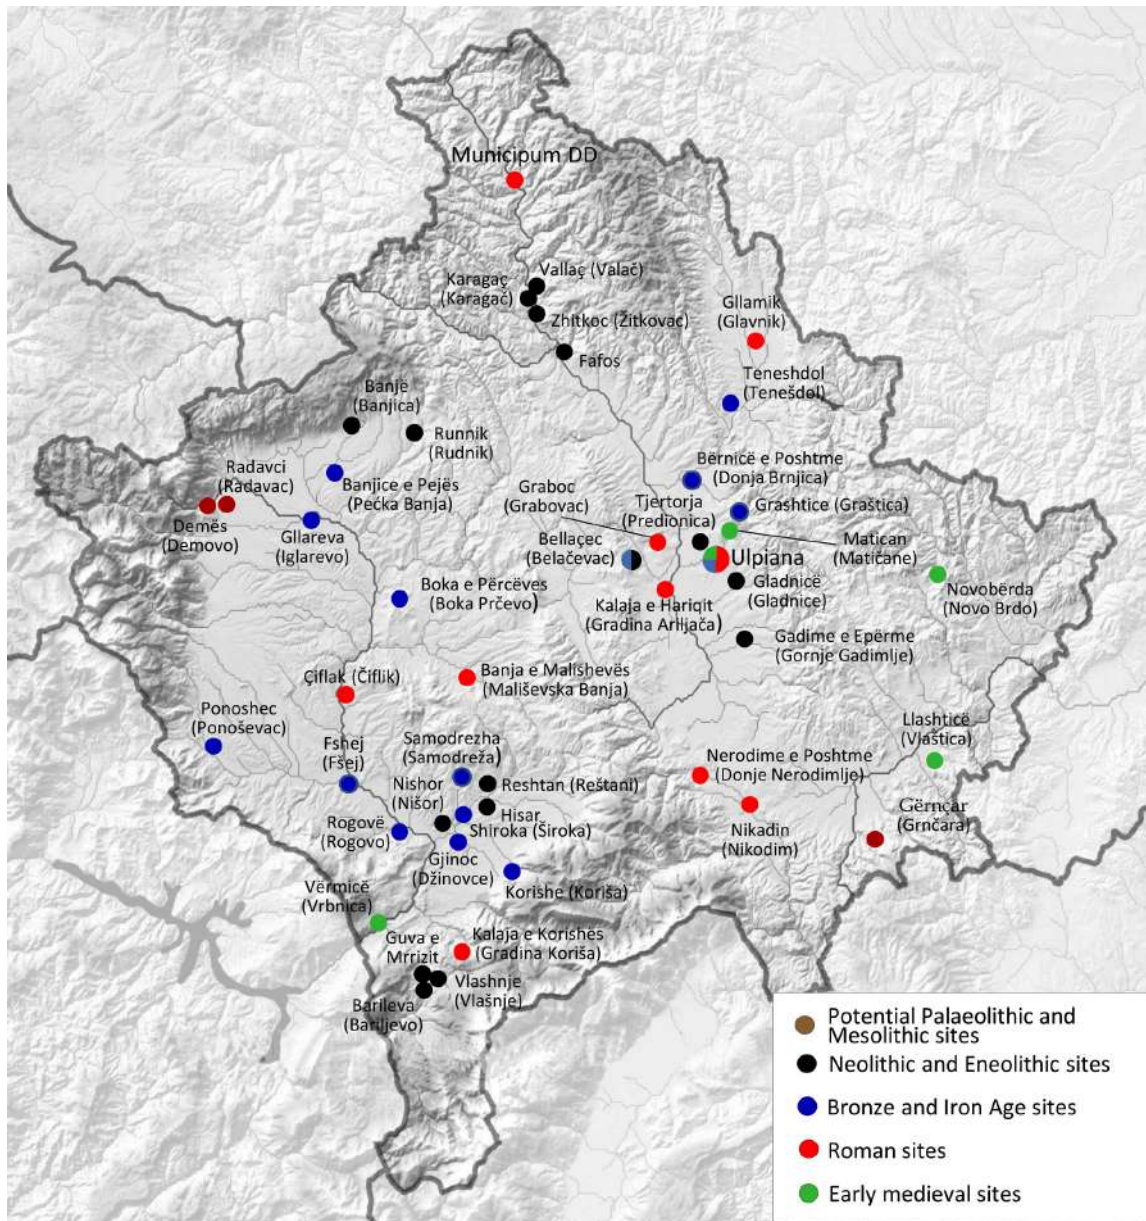 Municipum DD
Vallaç (Valač)
Karagaç
(Karagač)
Zhitkoc (Žitkovac)
Gllamik
(Glavnik)
Fafos
Teneshdol
(Tenešdol)
Banjë
(Banjica)
Runnik
(Rudnik)
Radavci
(Radavac)
Banjice e Pejës
(Pećka Banja)
Bërnicë e Poshtme
(Donja Brnjica)
Graboc
(Grabovac)
Tjertorja
(Predionica)
Grashtice (Graštica)
Demës
(Demovo)
Gllareva
(Iglarevo)
Bellaçec
(Belačevac)
Ulpiana
Matican
(Matičane)
Gladnicë
(Gladnice)
Novobërda
(Novo Brdo)
Boka e Përcëves
(Boka Prčevo)
Kalaja e Hariqit
(Gradina Arlijača)
Gadime e Epërme
(Gornje Gadimlje)
Çiflak (Čiflik)
Banja e Malishevës
(Mališevska Banja)
Ponoshec
(Ponoševac)
Llashticë
(Vlaštica)
Fshej
(Fšej)
Samodrezha
(Samodreža)
Nerodime e Poshtme
(Donje Nerodimlje)
Nishor
(Nišor)
Reshtan (Reštani)
Hisar
Shiroka (Široka)
Gërnçar
(Grnčara)
Rogovë
(Rogovo)
Nikadin
(Nikodim)
Gjinoc
(Džinovce)
Korishe (Koriša)
Vërmicë
(Vrbnica)
Guva e
Mrrizit
Kalaja e Korishës
(Gradina Koriša)
Vlashnje
(Vlašnje)
Barileva
(Bariljevo)
Potential Palaeolithic and
Mesolithic sites
Neolithic and Eneolithic sites
Bronze and Iron Age sites
Roman sites
Early medieval sites